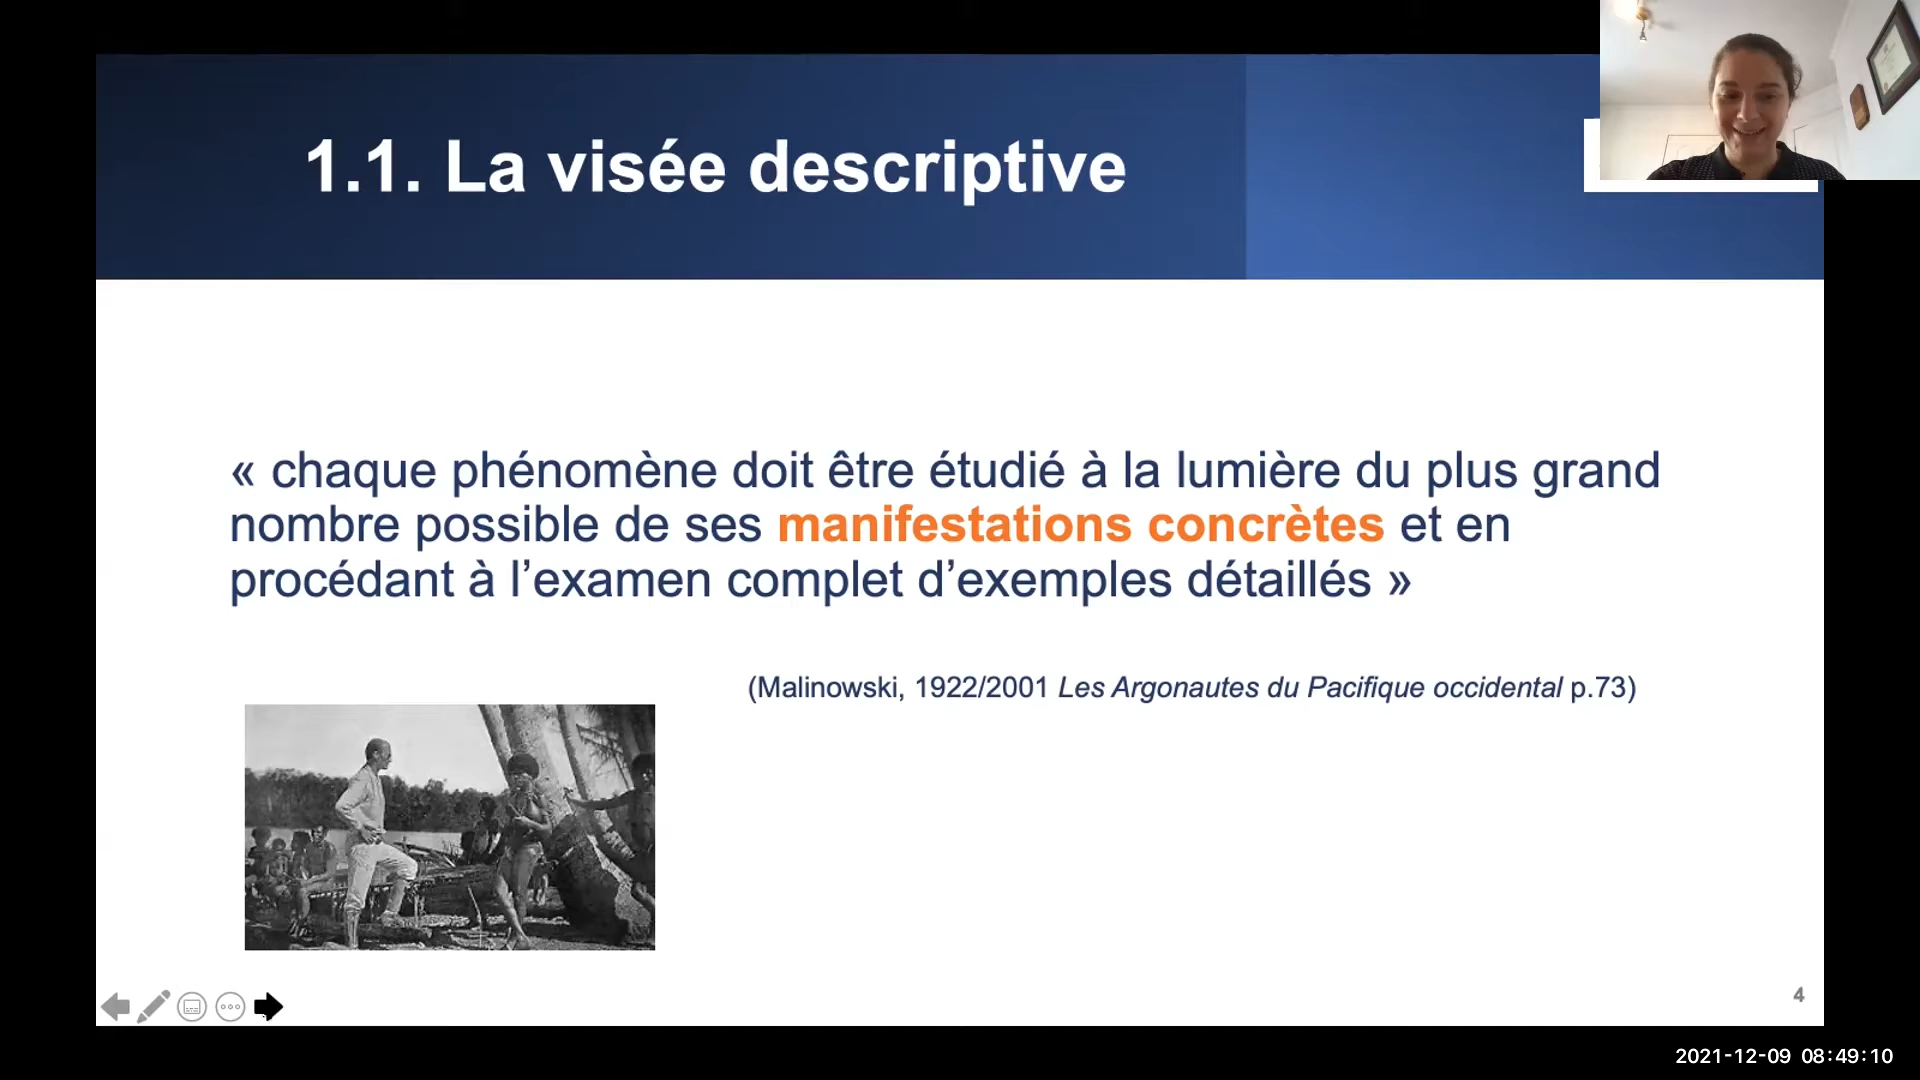 1.1. La visée descriptive
« chaque phénomène doit être étudié à la lumière du plus grand
nombre possible de ses manifestations concrètes et en
procédant à l’examen complet d’exemples détaillés »
(Malinowski, 1922/2001 Les Argonautes du Pacifique occidental p.73)
4
2021-12-09 08:49:10